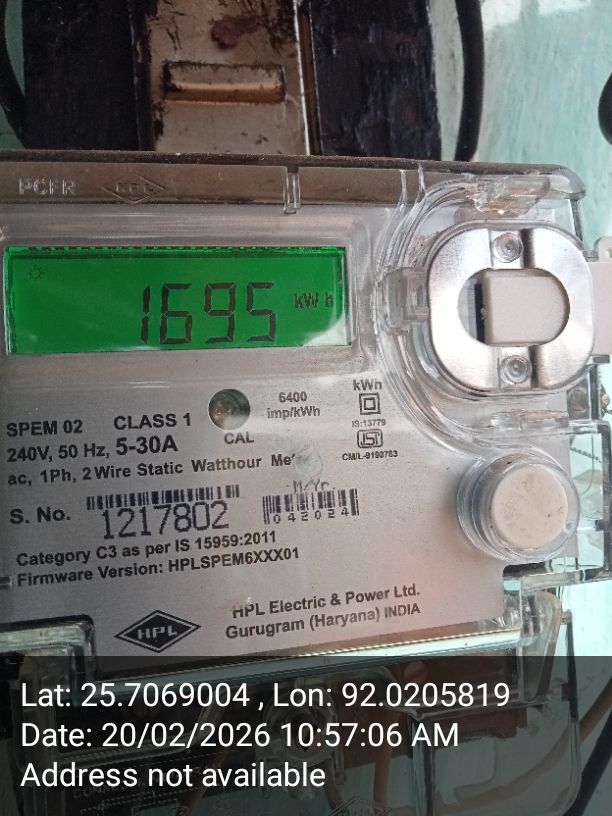 PCFR HPL
1695 kWh
6400
imp/kWh
kWh
IS:13779
CM/L-9190763
SPEM 02 CLASS 1
CAL
240V, 50 Hz, 5-30A
ac, 1Ph, 2 Wire Static Watthour
M/Yr.
S. No. 1217802 042024
Category C3 as per IS 15959:2011
Firmware Version: HPLSPEM6XXX01
HPL
HPL Electric & Power Ltd.
Gurugram (Haryana) INDIA
Lat: 25.7069004 , Lon: 92.0205819
Date: 20/02/2026 10:57:06 AM
Address not available